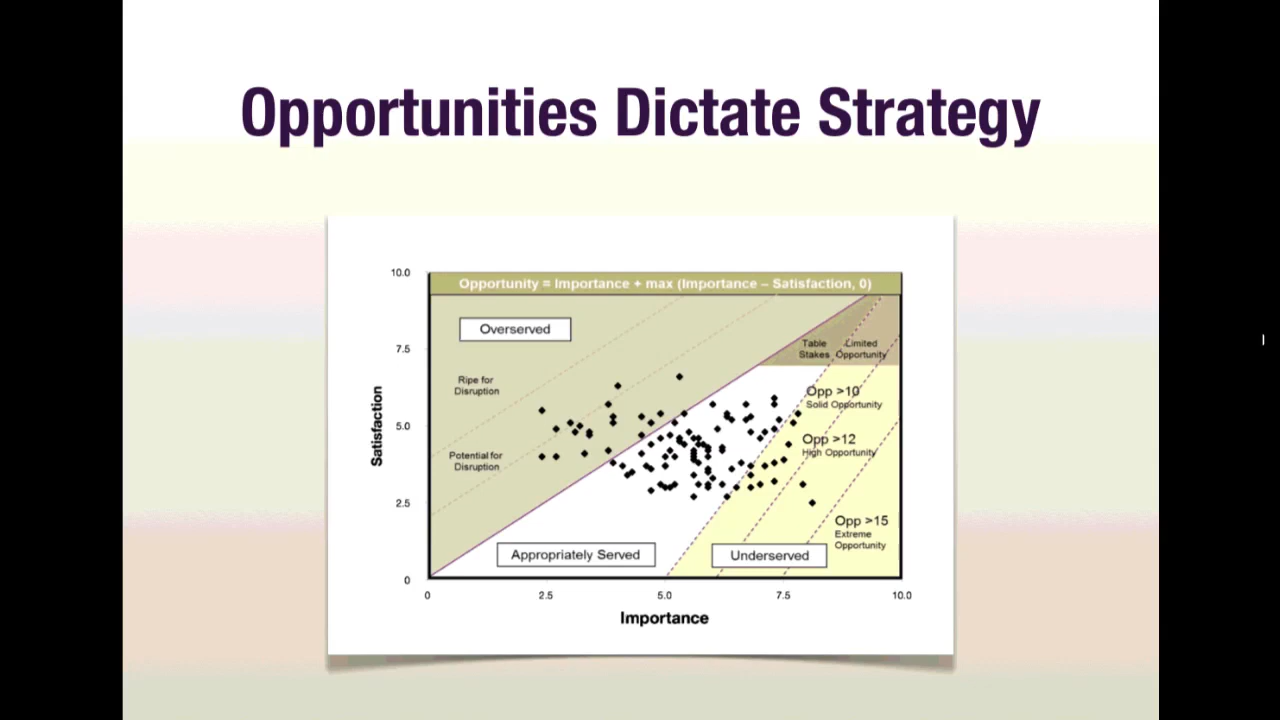 Opportunities Dictate Strategy
Opportunity = Importance + max (Importance – Satisfaction, 0)
Overserved
Ripe for
Disruption
Potential for
Disruption
Table
Stakes
Limited
Opportunity
Opp >10
Solid Opportunity
Opp >12
High Opportunity
Opp >15
Extreme
Opportunity
Appropriately Served
Underserved
Satisfaction
10.0
7.5
5.0
2.5
0
0
2.5
5.0
7.5
10.0
Importance